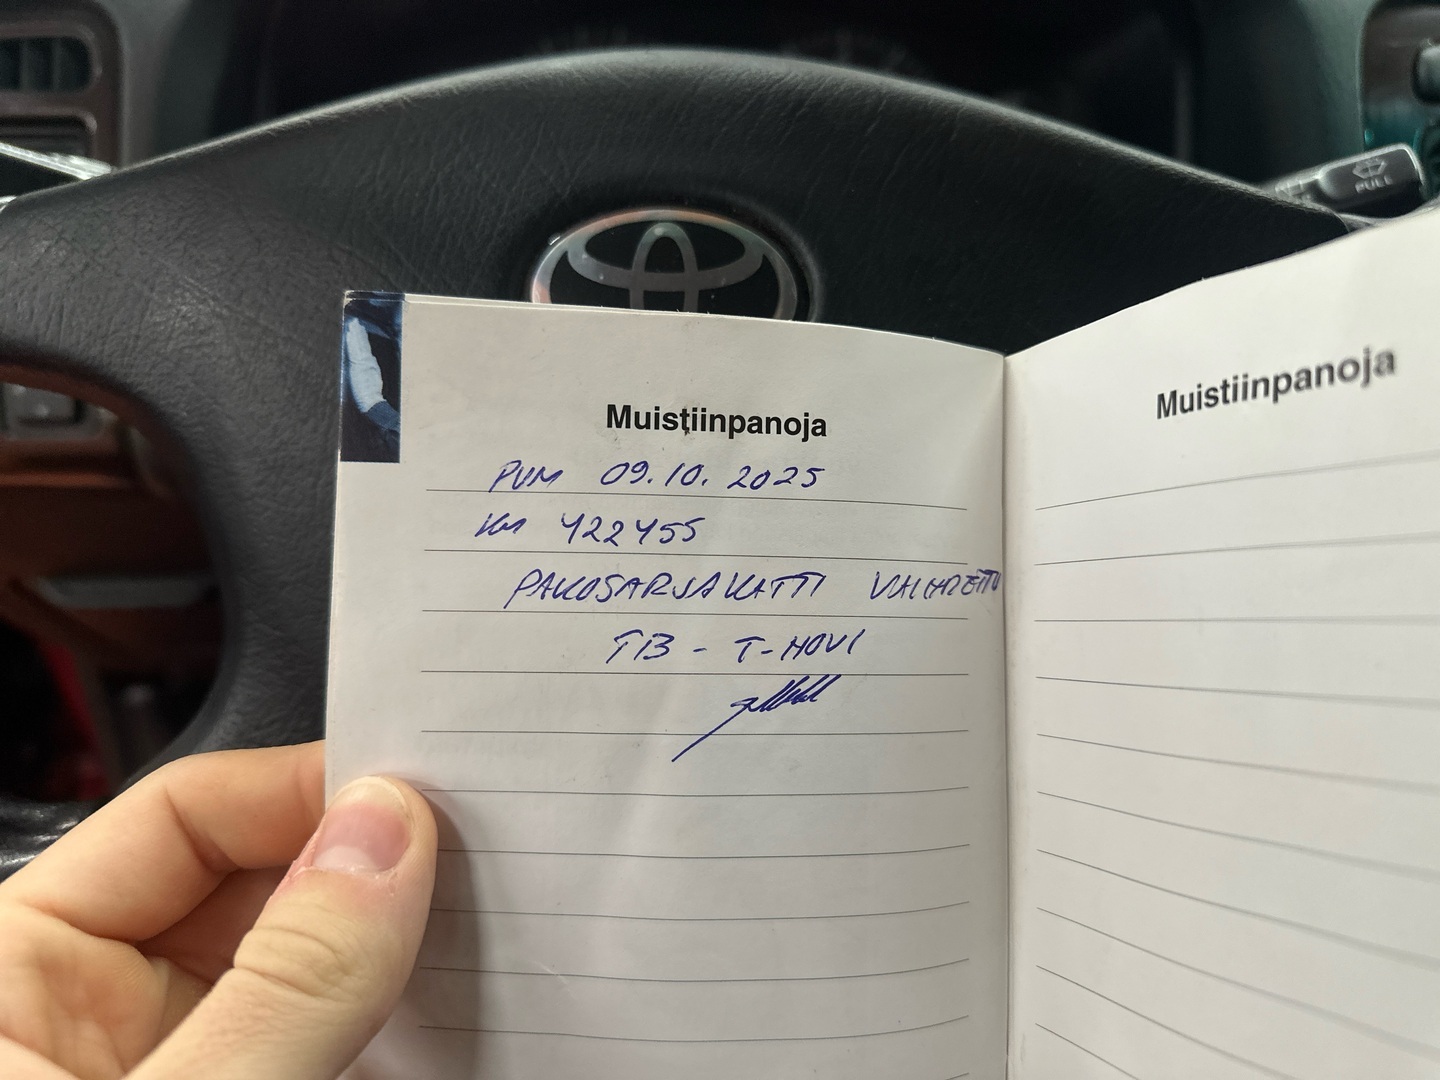 PULL
Muistiinpanoja
PVM 09.10.2025
KM 422455
PAKOSARJAKATTI VAIHDETTU
TB - T-HOVI
Muistiinpanoja